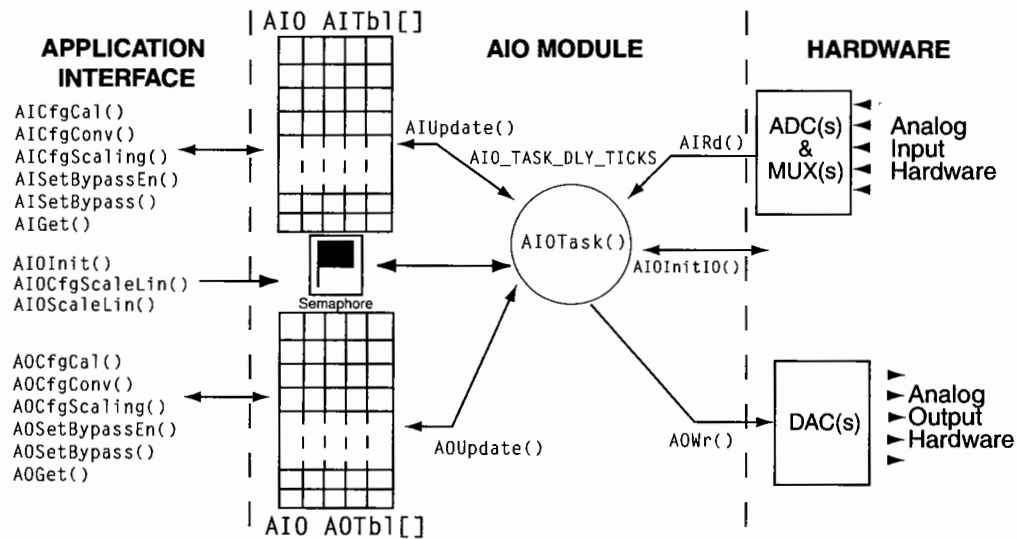 APPLICATION
INTERFACE
AICfgCal()
AICfgConv()
AICfgScaling()
AISetBypassEn()
AISetBypass()
AIGet()
AIOInit()
AIOCfgScaleLin()
AIOScaleLin()
AOCfgCal()
AOCfgConv()
AOCfgScaling()
AOSetBypassEn()
AOSetBypass()
AOGet()
AIO AITbl[]
Semaphore
AIO AOTbl[]
AIO MODULE
AIUpdate()
AIO_TASK_DLY_TICKS
AIOTask()
AOUpdate()
HARDWARE
AIRd()
ADC(s)
&
MUX(s)
Analog
Input
Hardware
AIOInitIO()
AOWr()
DAC(s)
Analog
Output
Hardware